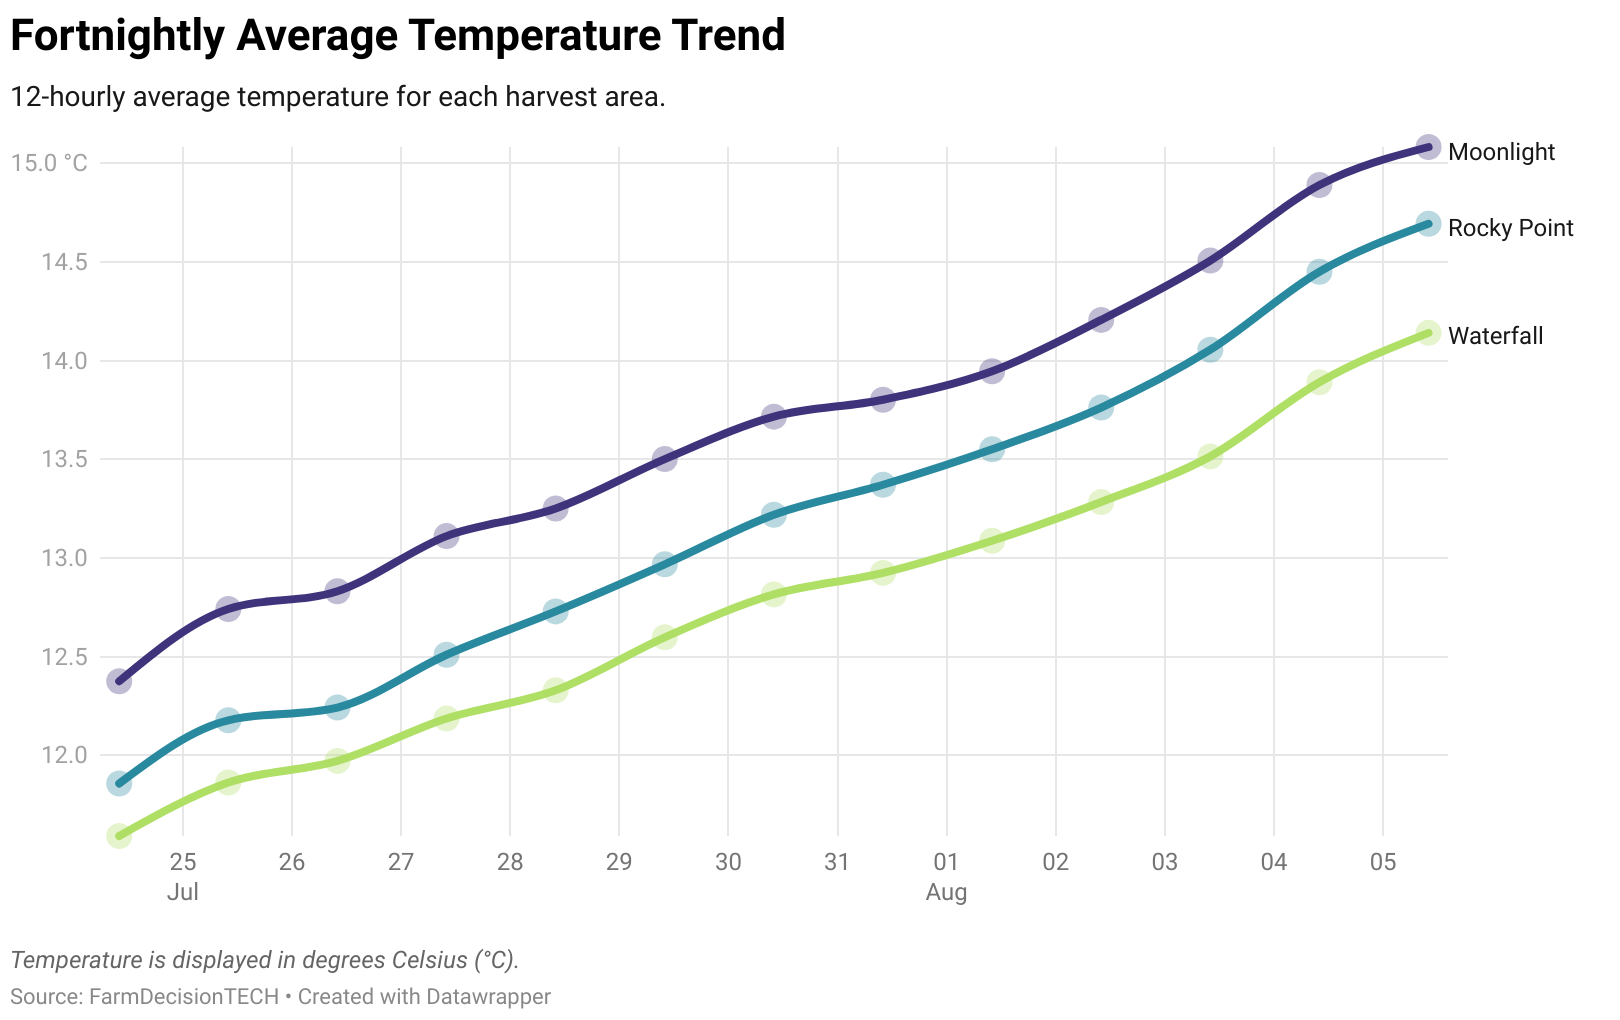 Fortnightly Average Temperature Trend
12-hourly average temperature for each harvest area.
15.0 °C
14.5
14.0
13.5
13.0
12.5
12.0
Moonlight
Rocky Point
Waterfall
25 26 27 28 29 30 31 01 02 03 04 05
Jul Aug
Temperature is displayed in degrees Celsius (°C).
Source: FarmDecisionTECH • Created with Datawrapper